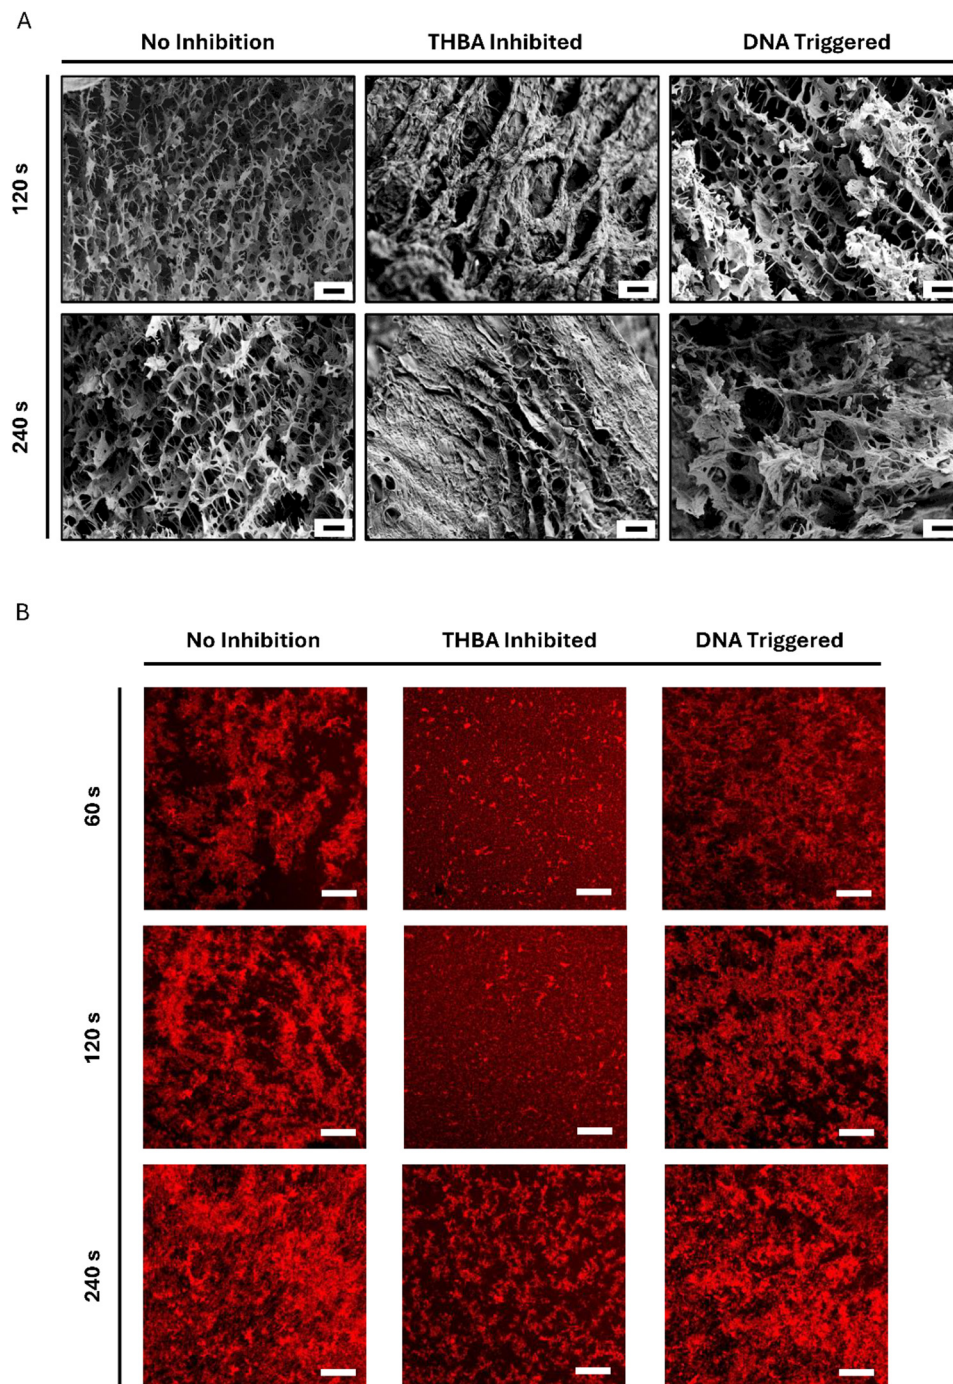 A
No Inhibition THBA Inhibited DNA Triggered
120 s
240 s
B
No Inhibition THBA Inhibited DNA Triggered
60 s
120 s
240 s